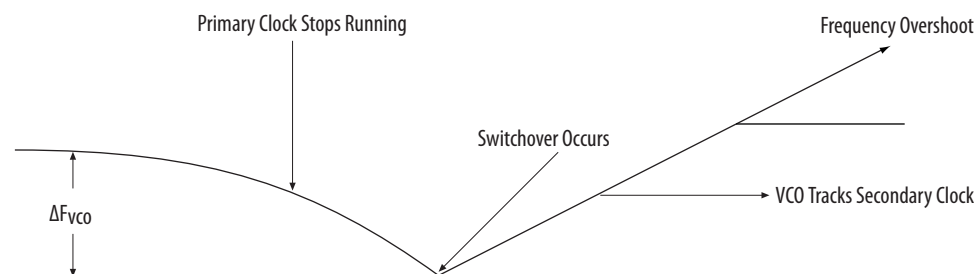 Primary Clock Stops Running
Frequency Overshoot
Switchover Occurs
VCO Tracks Secondary Clock
ΔFvco